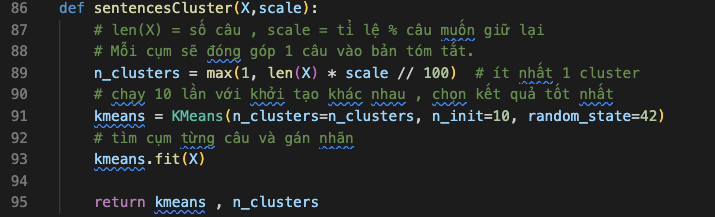 86 def sentencesCluster(X,scale):
87 # len(X) = số câu , scale = tỉ lệ % câu muốn giữ lại
88 # Mỗi cụm sẽ đóng góp 1 câu vào bản tóm tắt.
89 n_clusters = max(1, len(X) * scale // 100)  # ít nhất 1 cluster
90 # chạy 10 lần với khởi tạo khác nhau , chọn kết quả tốt nhất
91 kmeans = KMeans(n_clusters=n_clusters, n_init=10, random_state=42)
92 # tìm cụm từng câu và gán nhãn
93 kmeans.fit(X)
94
95 return kmeans , n_clusters